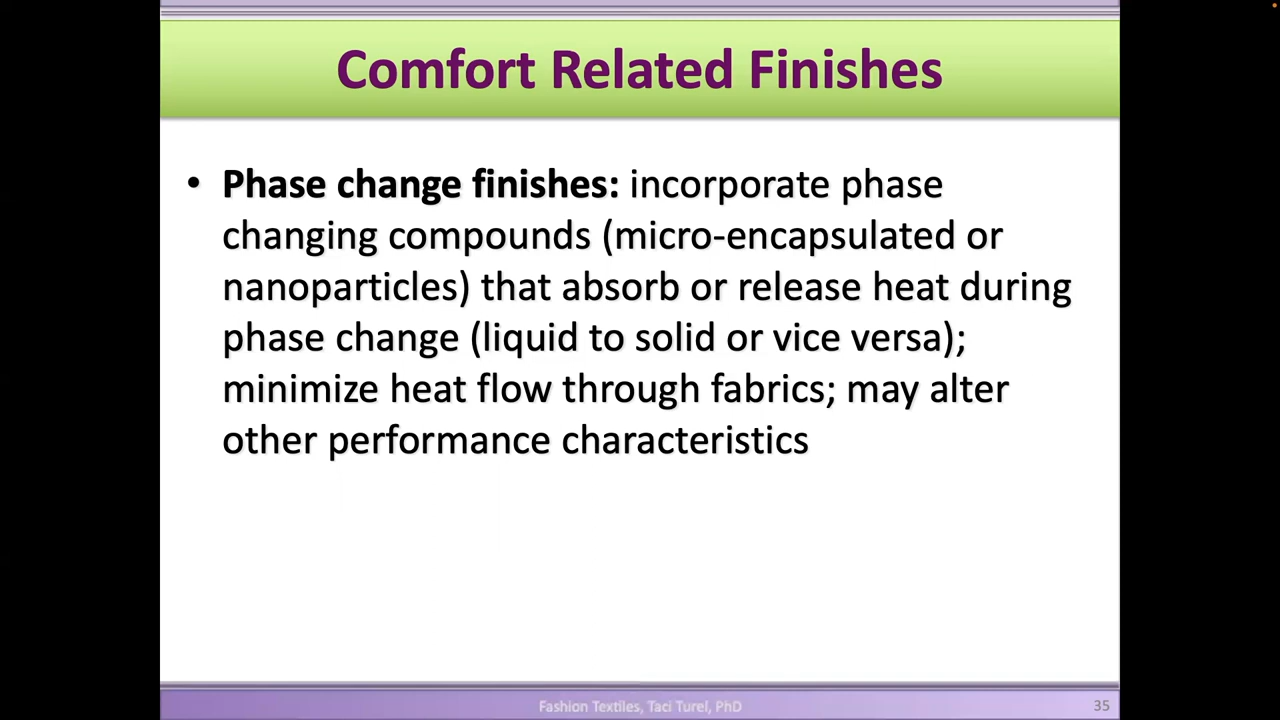 Comfort Related Finishes
• Phase change finishes: incorporate phase
changing compounds (micro-encapsulated or
nanoparticles) that absorb or release heat during
phase change (liquid to solid or vice versa);
minimize heat flow through fabrics; may alter
other performance characteristics
Fashion Textiles, Taci Turel, PhD
35